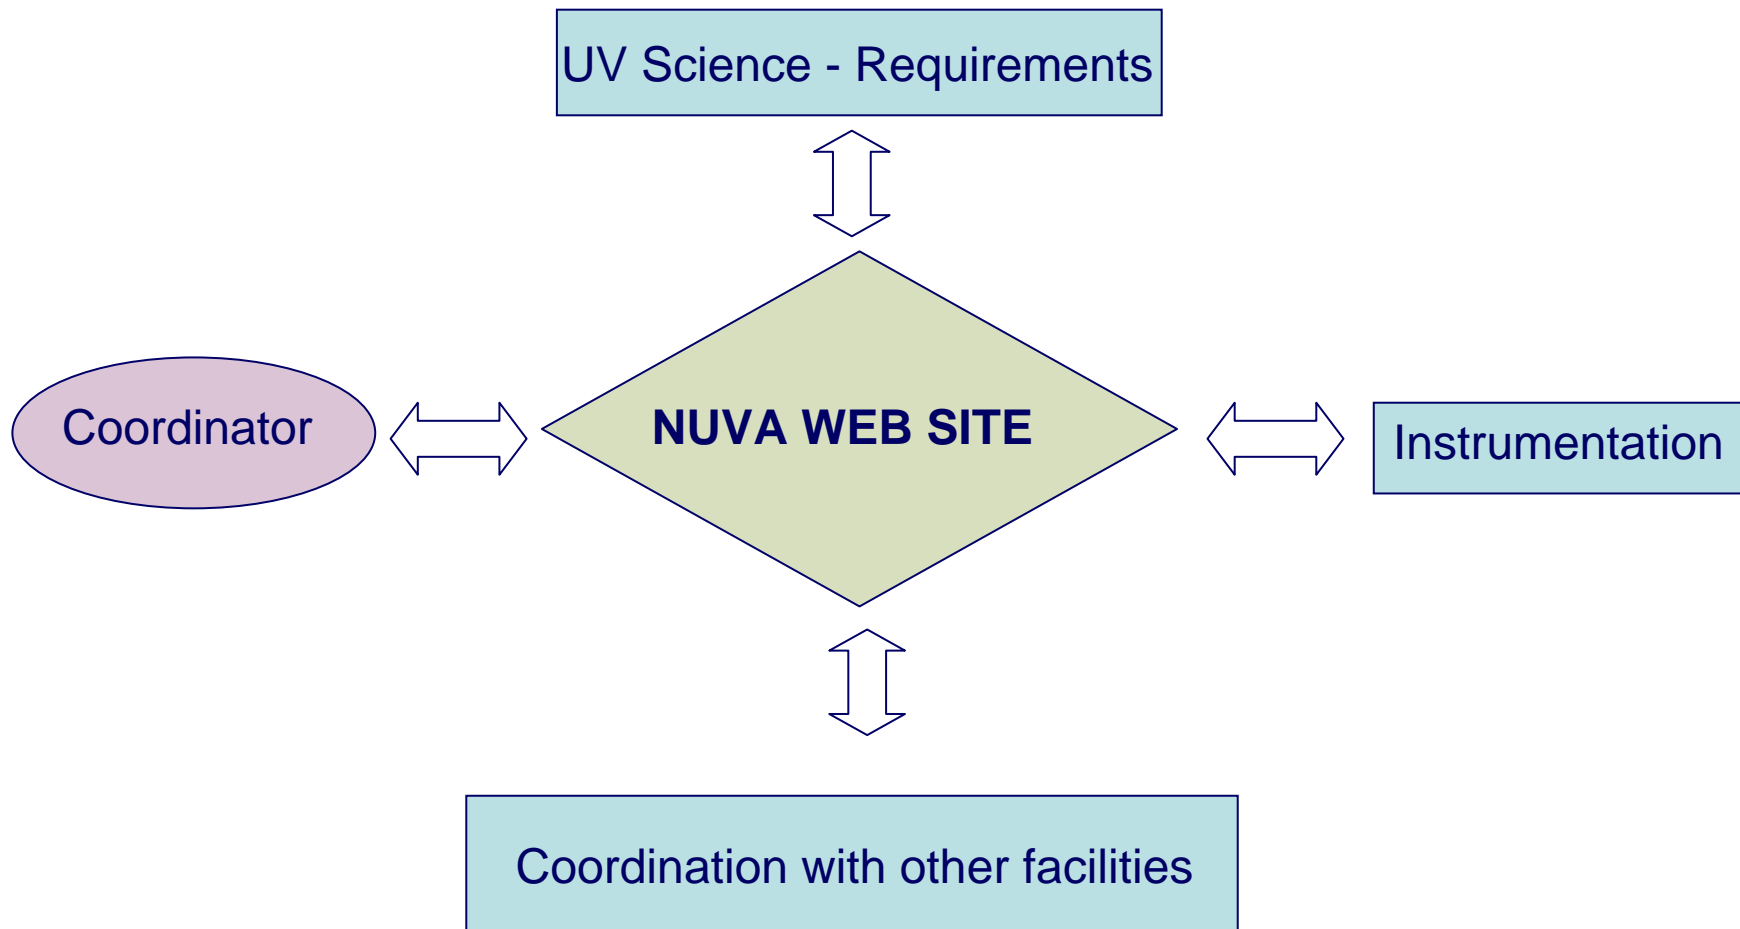 UV Science - Requirements
Coordinator
NUVA WEB SITE
Instrumentation
Coordination with other facilities